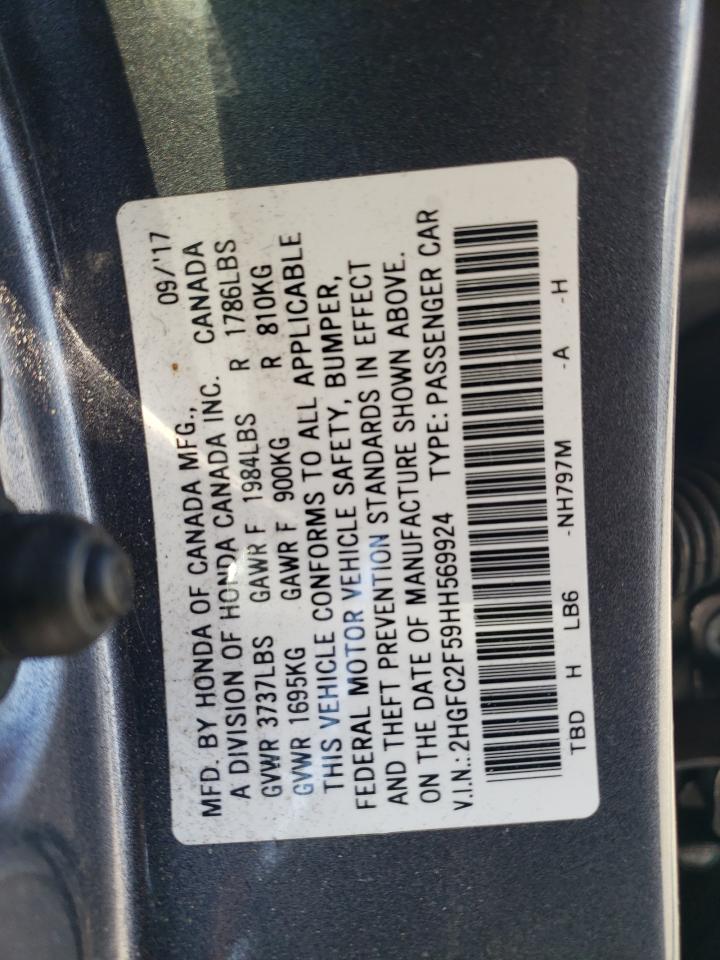 MFD. BY HONDA OF CANADA MFG., 09/'17
A DIVISION OF HONDA CANADA INC. CANADA
GVWR 3737LBS GAWR F 1984LBS R 1786LBS
GVWR 1695KG GAWR F 900KG R 810KG
THIS VEHICLE CONFORMS TO ALL APPLICABLE
FEDERAL MOTOR VEHICLE SAFETY, BUMPER,
AND THEFT PREVENTION STANDARDS IN EFFECT
ON THE DATE OF MANUFACTURE SHOWN ABOVE.
V.I.N.: 2HGFC2F59HH569924 TYPE: PASSENGER CAR
TBD H LB6 -NH797M -A -H